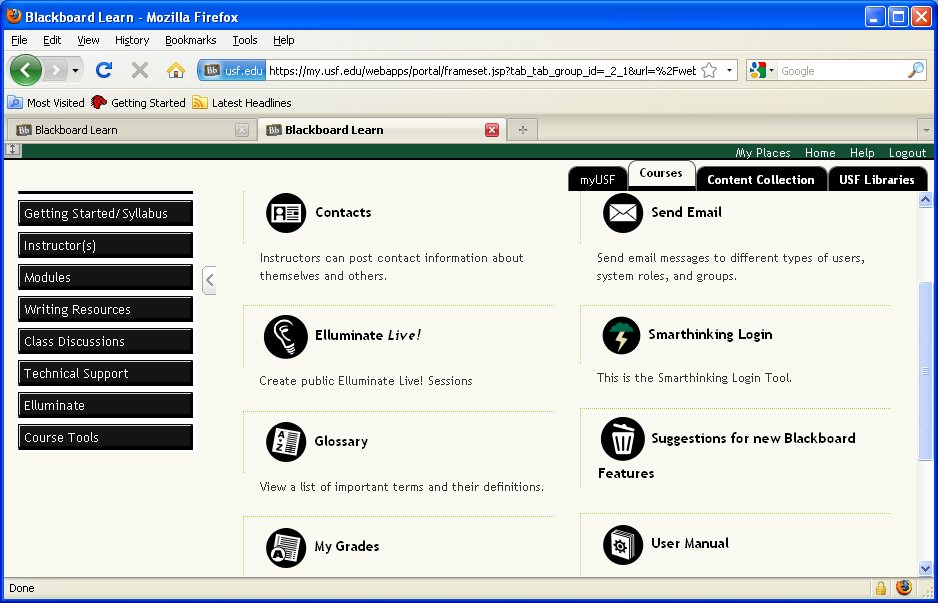 Blackboard Learn - Mozilla Firefox
File Edit View History Bookmarks Tools Help
Bb usf.edu https://my.usf.edu/webapps/portal/frameset.jsp?tab_tab_group_id=_2_1&url=%2Fwet Google
Most Visited Getting Started Latest Headlines
Bb Blackboard Learn Bb Blackboard Learn
My Places Home Help Logout
myUSF Courses Content Collection USF Libraries
Getting Started/Syllabus
Instructor(s)
Modules
Writing Resources
Class Discussions
Technical Support
Elluminate
Course Tools
Contacts
Instructors can post contact information about
themselves and others.
Elluminate Live!
Create public Elluminate Live! Sessions
A Z Z
Glossary
View a list of important terms and their definitions.
A
My Grades
Send Email
Send email messages to different types of users,
system roles, and groups.
Smarthinking Login
This is the Smarthinking Login Tool.
Suggestions for new Blackboard
Features
User Manual
Done